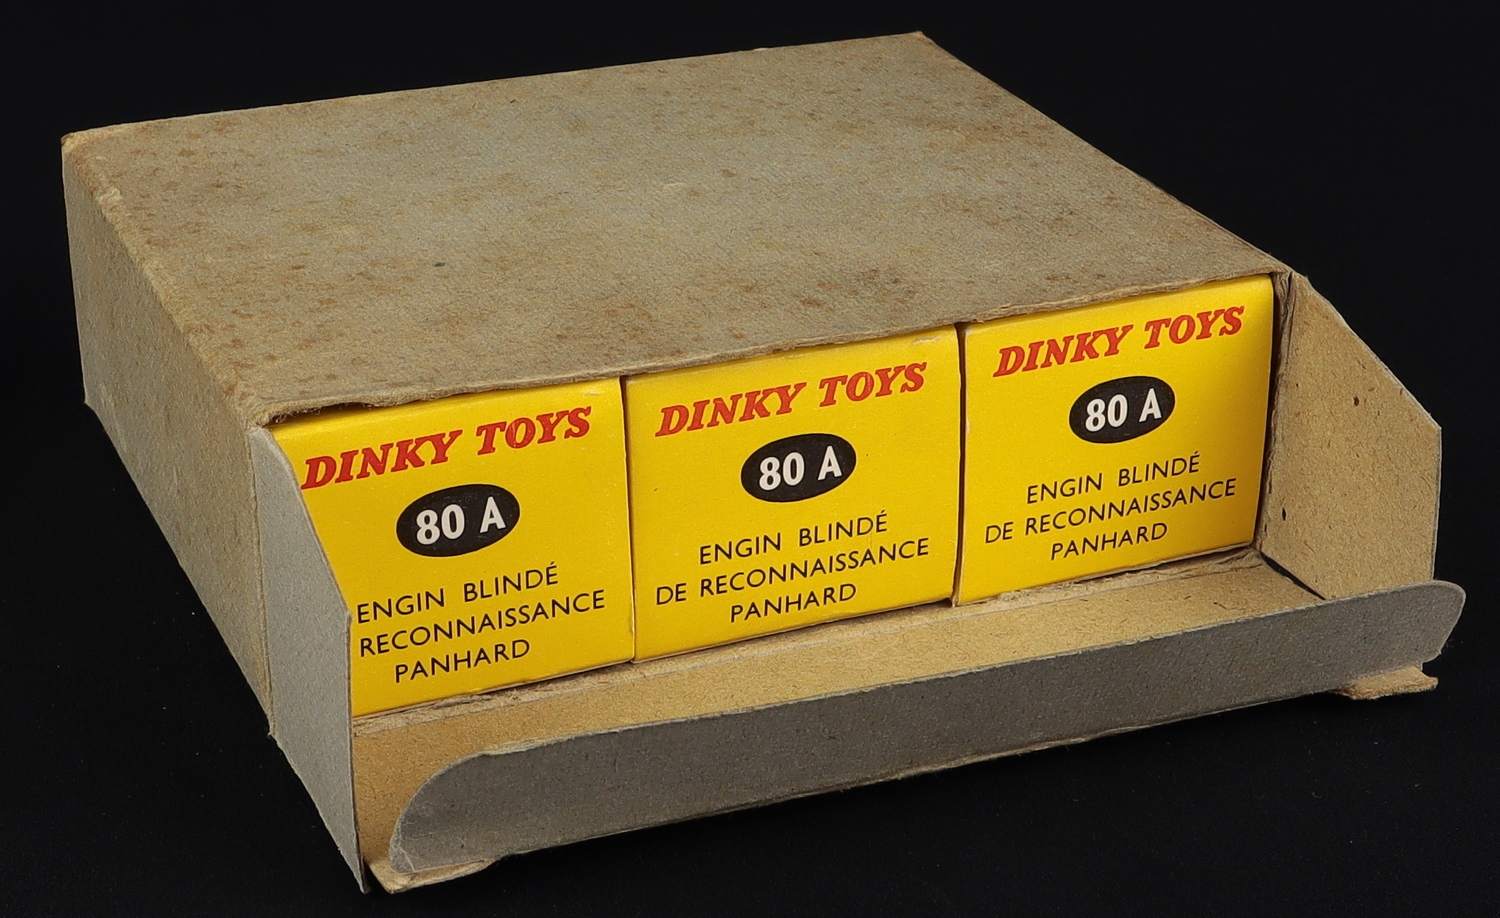 DINKY TOYS
80 A
ENGIN BLINDÉ
RECONNAISSANCE
PANHARD
DINKY TOYS
80 A
ENGIN BLINDÉ
DE RECONNAISSANCE
PANHARD
DINKY TOYS
80 A
ENGIN BLINDÉ
DE RECONNAISSANCE
PANHARD